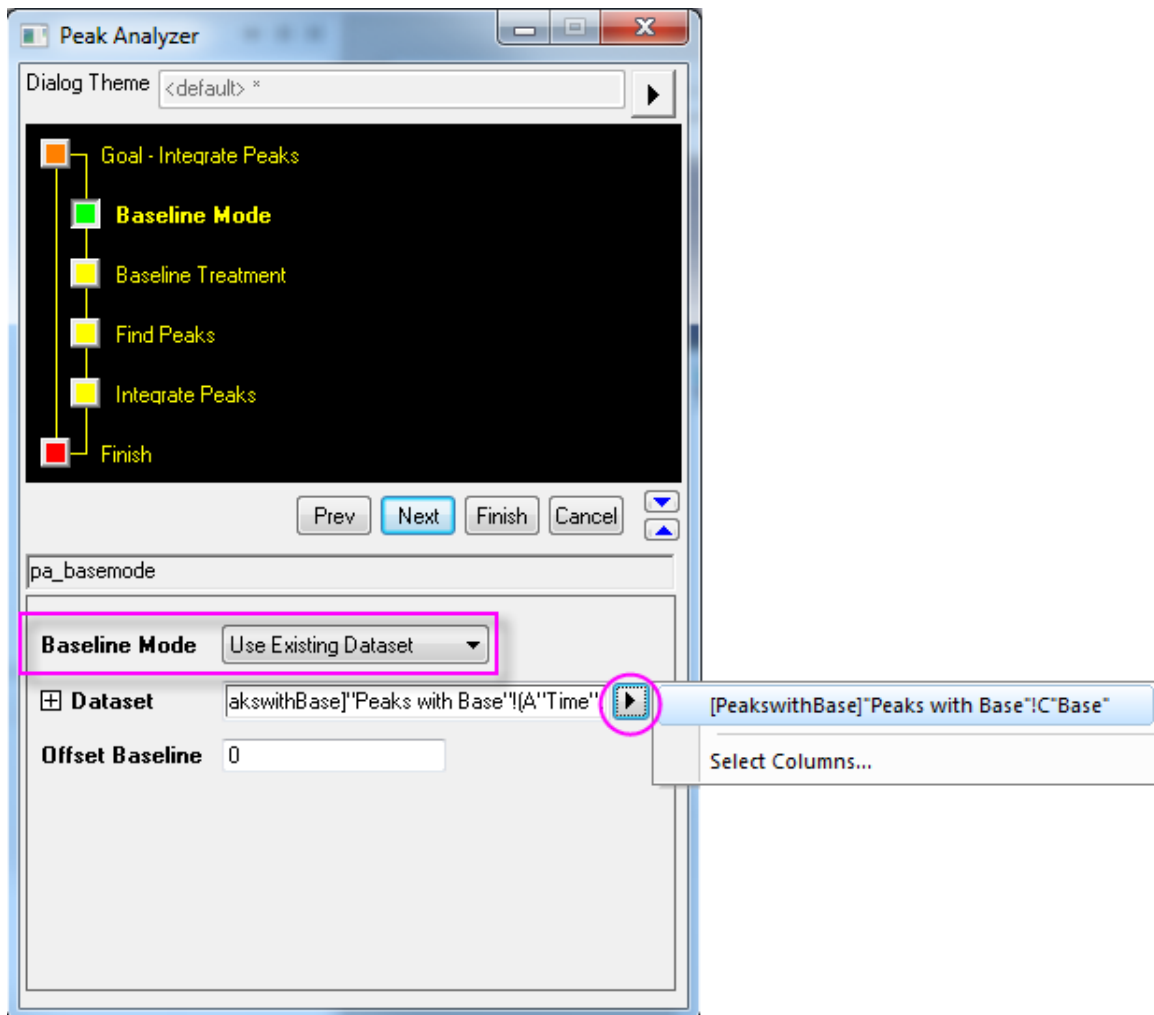 Peak Analyzer
Dialog Theme <default> *
Goal - Integrate Peaks
Baseline Mode
Baseline Treatment
Find Peaks
Integrate Peaks
Finish
Prev Next Finish Cancel
pa_basemode
Baseline Mode Use Existing Dataset
Dataset akswithBase]"Peaks with Base"!(A"Time"
[PeakswithBase]"Peaks with Base"!C"Base"
Offset Baseline 0
Select Columns...